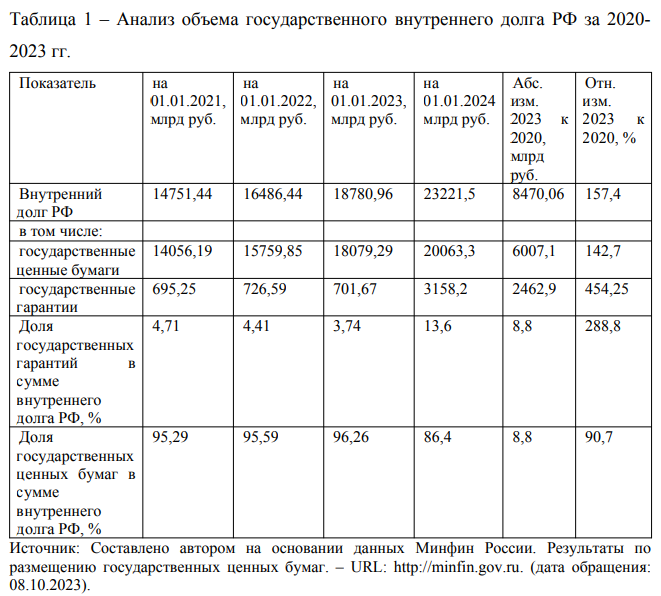 Таблица 1 – Анализ объема государственного внутреннего долга РФ за 2020-
2023 гг.
Показатель
на 01.01.2021, млрд руб.
на 01.01.2022, млрд руб.
на 01.01.2023, млрд руб.
на 01.01.2024 млрд руб.
Абс. изм. 2023 к 2020, млрд руб.
Отн. изм. 2023 к 2020, %
Внутренний долг РФ
14751,44
16486,44
18780,96
23221,5
8470,06
157,4
в том числе:
государственные ценные бумаги
14056,19
15759,85
18079,29
20063,3
6007,1
142,7
государственные гарантии
695,25
726,59
701,67
3158,2
2462,9
454,25
Доля государственных гарантий в сумме внутреннего долга РФ, %
4,71
4,41
3,74
13,6
8,8
288,8
Доля государственных ценных бумаг в сумме внутреннего долга РФ, %
95,29
95,59
96,26
86,4
8,8
90,7
Источник: Составлено автором на основании данных Минфин России. Результаты по
размещению государственных ценных бумаг. – URL: http://minfin.gov.ru. (дата обращения:
08.10.2023).